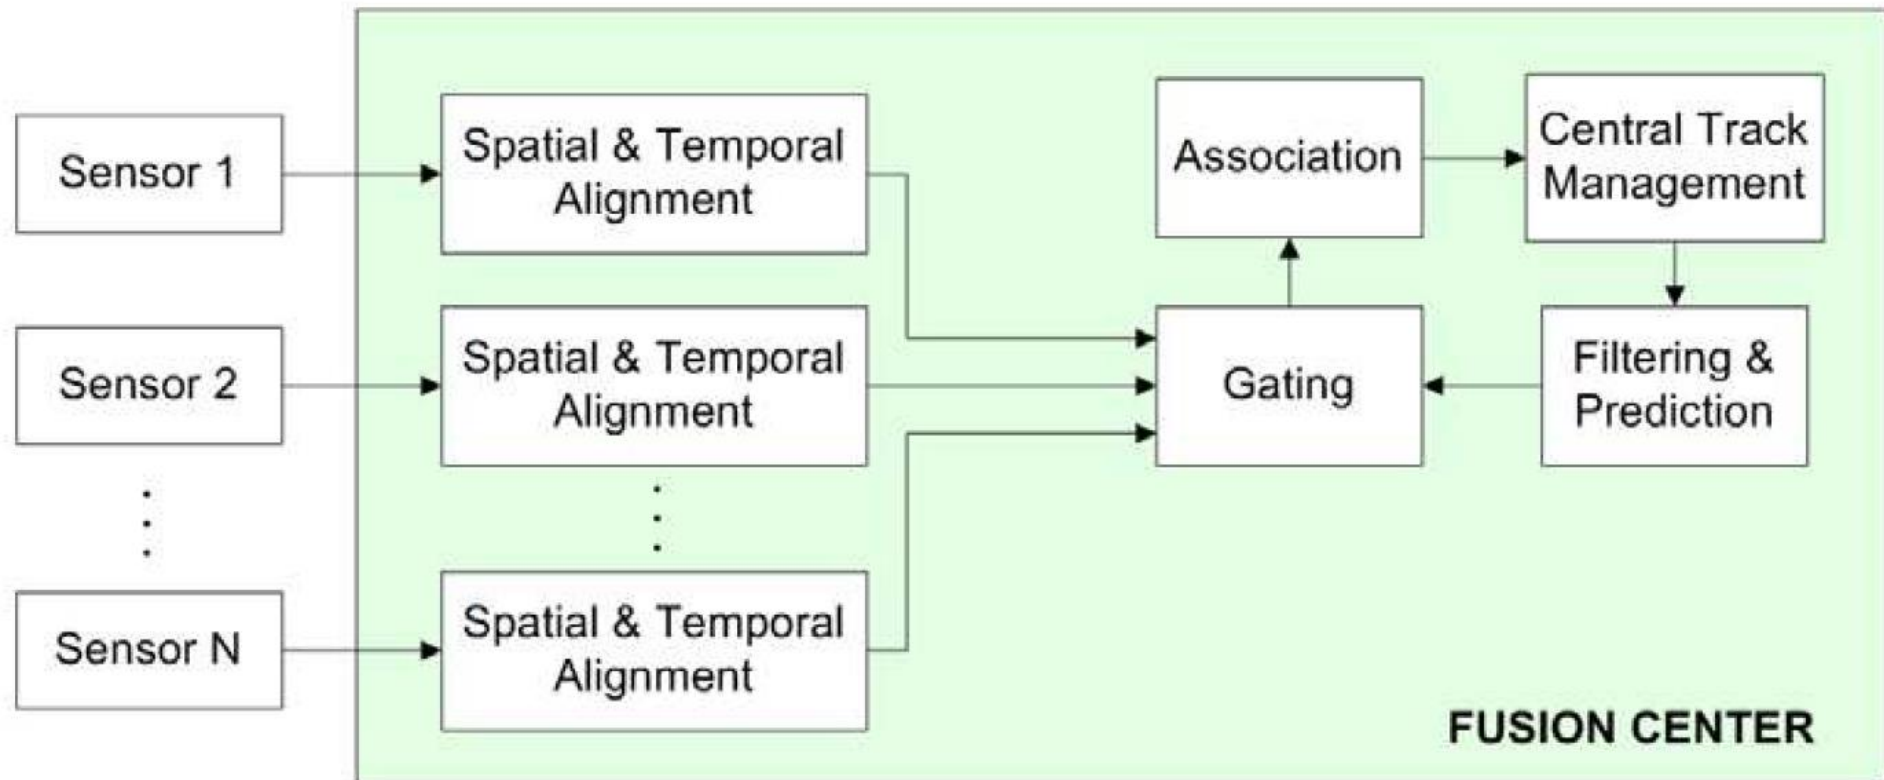 Sensor 1
Spatial & Temporal
Alignment
Association
Central Track
Management
Sensor 2
Spatial & Temporal
Alignment
Gating
Filtering &
Prediction
Sensor N
Spatial & Temporal
Alignment
FUSION CENTER